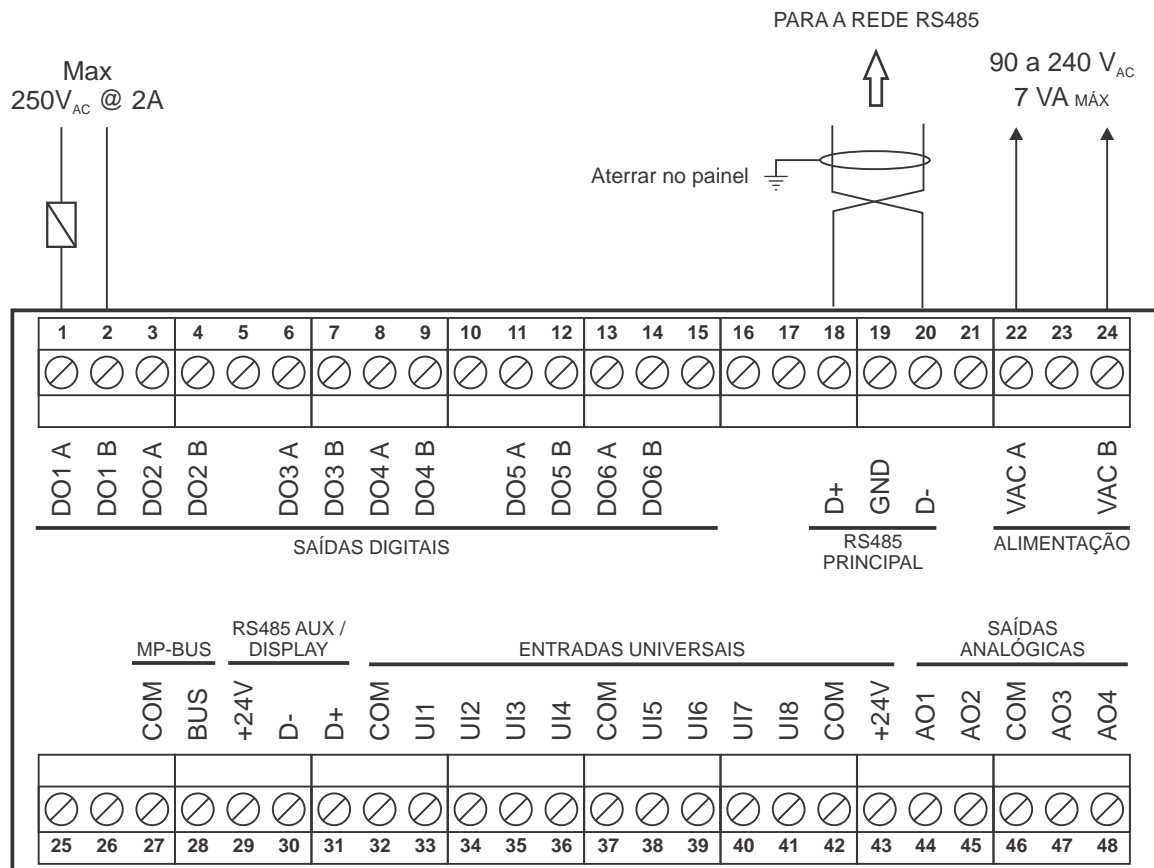 PARA A REDE RS485
Max
250VAC @ 2A
90 a 240 VAC
7 VA MÁX
Aterrar no painel
1 2 3 4 5 6 7 8 9 10 11 12 13 14 15 16 17 18 19 20 21 22 23 24
DO1 A DO1 B DO2 A DO2 B DO3 A DO3 B DO4 A DO4 B DO5 A DO5 B DO6 A DO6 B D+ GND D- VAC A VAC B
SAÍDAS DIGITAIS
RS485
PRINCIPAL
ALIMENTAÇÃO
MP-BUS
RS485 AUX /
DISPLAY
ENTRADAS UNIVERSAIS
SAÍDAS
ANALÓGICAS
COM BUS +24V D- D+ COM UI1 UI2 UI3 UI4 COM UI5 UI6 UI7 UI8 COM +24V AO1 AO2 COM AO3 AO4
25 26 27 28 29 30 31 32 33 34 35 36 37 38 39 40 41 42 43 44 45 46 47 48